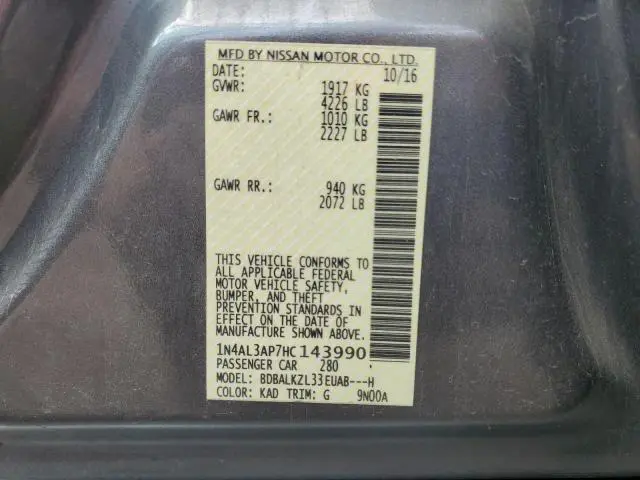 MFD BY NISSAN MOTOR CO., LTD.
DATE: 10/16
GVWR: 1917 KG
4226 LB
GAWR FR.: 1010 KG
2227 LB
GAWR RR.: 940 KG
2072 LB
THIS VEHICLE CONFORMS TO
ALL APPLICABLE FEDERAL
MOTOR VEHICLE SAFETY,
BUMPER, AND THEFT
PREVENTION STANDARDS IN
EFFECT ON THE DATE OF
MANUFACTURE SHOWN ABOVE.
1N4AL3AP7HC143990
PASSENGER CAR 280
MODEL: BDBALKZL33EUAB---H
COLOR: KAD TRIM: G 9N00A